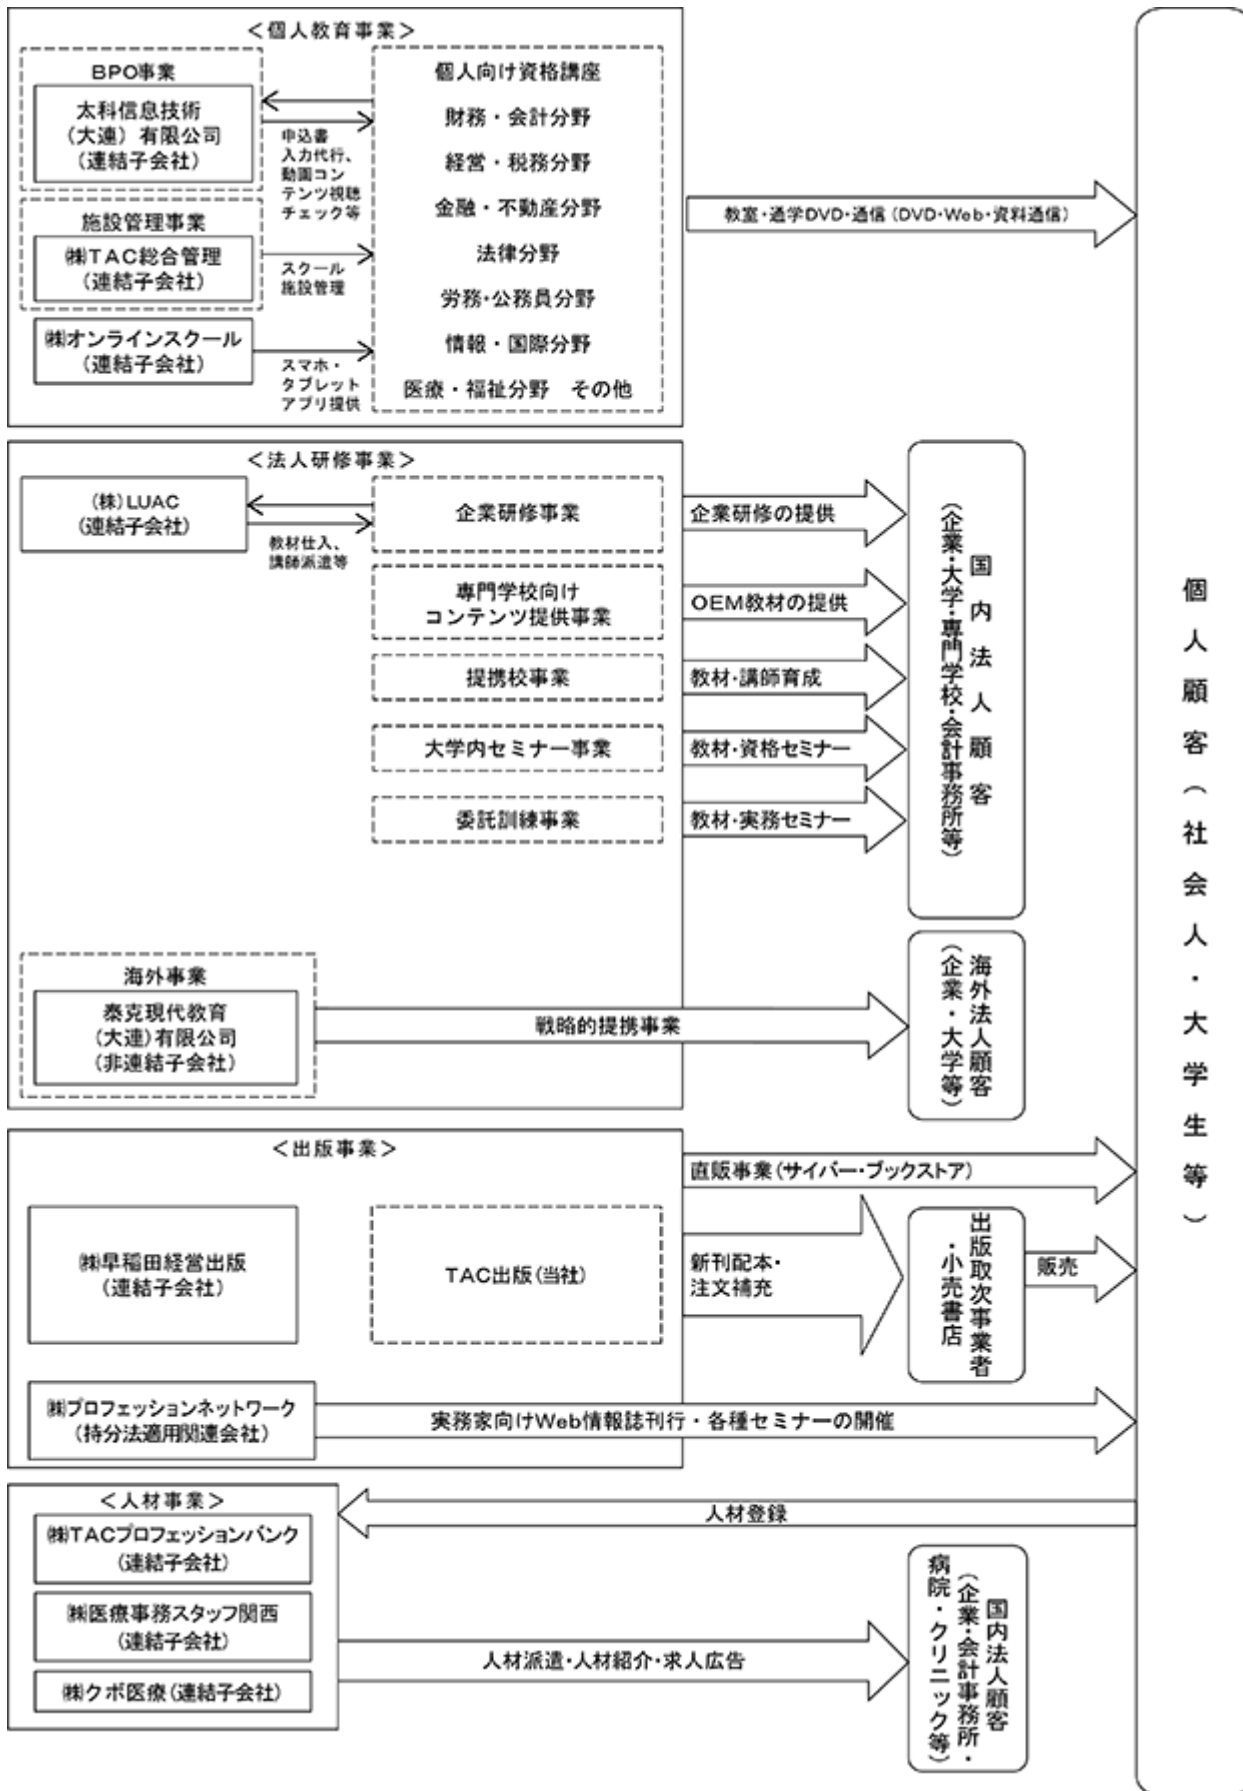 ＜個人教育事業＞
BPO事業
太科信息技術
（大連）有限公司
（連結子会社）
申込書
入力代行、
動画コン
テンツ視聴
チェック等
施設管理事業
㈱TAC総合管理
（連結子会社）
スクール
施設管理
㈱オンラインスクール
（連結子会社）
スマホ・
タブレット
アプリ提供
個人向け資格講座
財務・会計分野
経営・税務分野
金融・不動産分野
法律分野
労務・公務員分野
情報・国際分野
医療・福祉分野　その他
教室・通学DVD・通信（DVD・Web・資料通信）
＜法人研修事業＞
（株）LUAC
（連結子会社）
教材仕入、
講師派遣等
企業研修事業
専門学校向け
コンテンツ提供事業
提携校事業
大学内セミナー事業
委託訓練事業
企業研修の提供
OEM教材の提供
教材・講師育成
教材・資格セミナー
教材・実務セミナー
国内法人顧客
（企業・大学・専門学校・会計事務所等）
海外事業
泰克現代教育
（大連）有限公司
（非連結子会社）
戦略的提携事業
海外法人顧客
（企業・大学等）
＜出版事業＞
㈱早稲田経営出版
（連結子会社）
TAC出版（当社）
直販事業（サイバー・ブックストア）
新刊配本・
注文補充
出版取次事業者
・小売書店
販売
㈱プロフェッションネットワーク
（持分法適用関連会社）
実務家向けWeb情報誌刊行・各種セミナーの開催
＜人材事業＞
㈱TACプロフェッションバンク
（連結子会社）
㈱医療事務スタッフ関西
（連結子会社）
㈱クボ医療（連結子会社）
人材登録
人材派遣・人材紹介・求人広告
国内法人顧客
（企業・会計事務所・
病院・クリニック等）
個人顧客（社会人・大学生等）